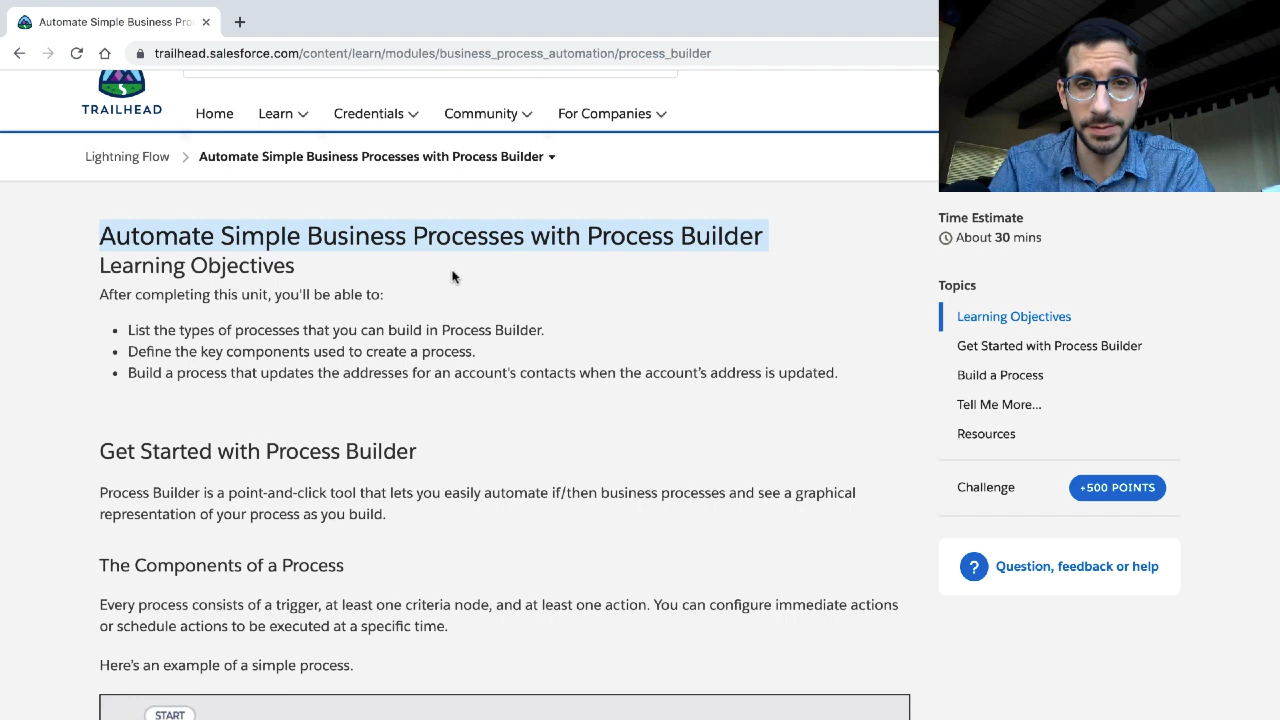 Automate Simple Business Pro
trailhead.salesforce.com/content/learn/modules/business_process_automation/process_builder
TRAILHEAD
Home Learn Credentials Community For Companies
Lightning Flow Automate Simple Business Processes with Process Builder
Automate Simple Business Processes with Process Builder
Learning Objectives
After completing this unit, you'll be able to:
List the types of processes that you can build in Process Builder.
Define the key components used to create a process.
Build a process that updates the addresses for an account's contacts when the account's address is updated.
Get Started with Process Builder
Process Builder is a point-and-click tool that lets you easily automate if/then business processes and see a graphical
representation of your process as you build.
The Components of a Process
Every process consists of a trigger, at least one criteria node, and at least one action. You can configure immediate actions
or schedule actions to be executed at a specific time.
Here's an example of a simple process.
START
Time Estimate
About 30 mins
Topics
Learning Objectives
Get Started with Process Builder
Build a Process
Tell Me More...
Resources
Challenge +500 POINTS
? Question, feedback or help